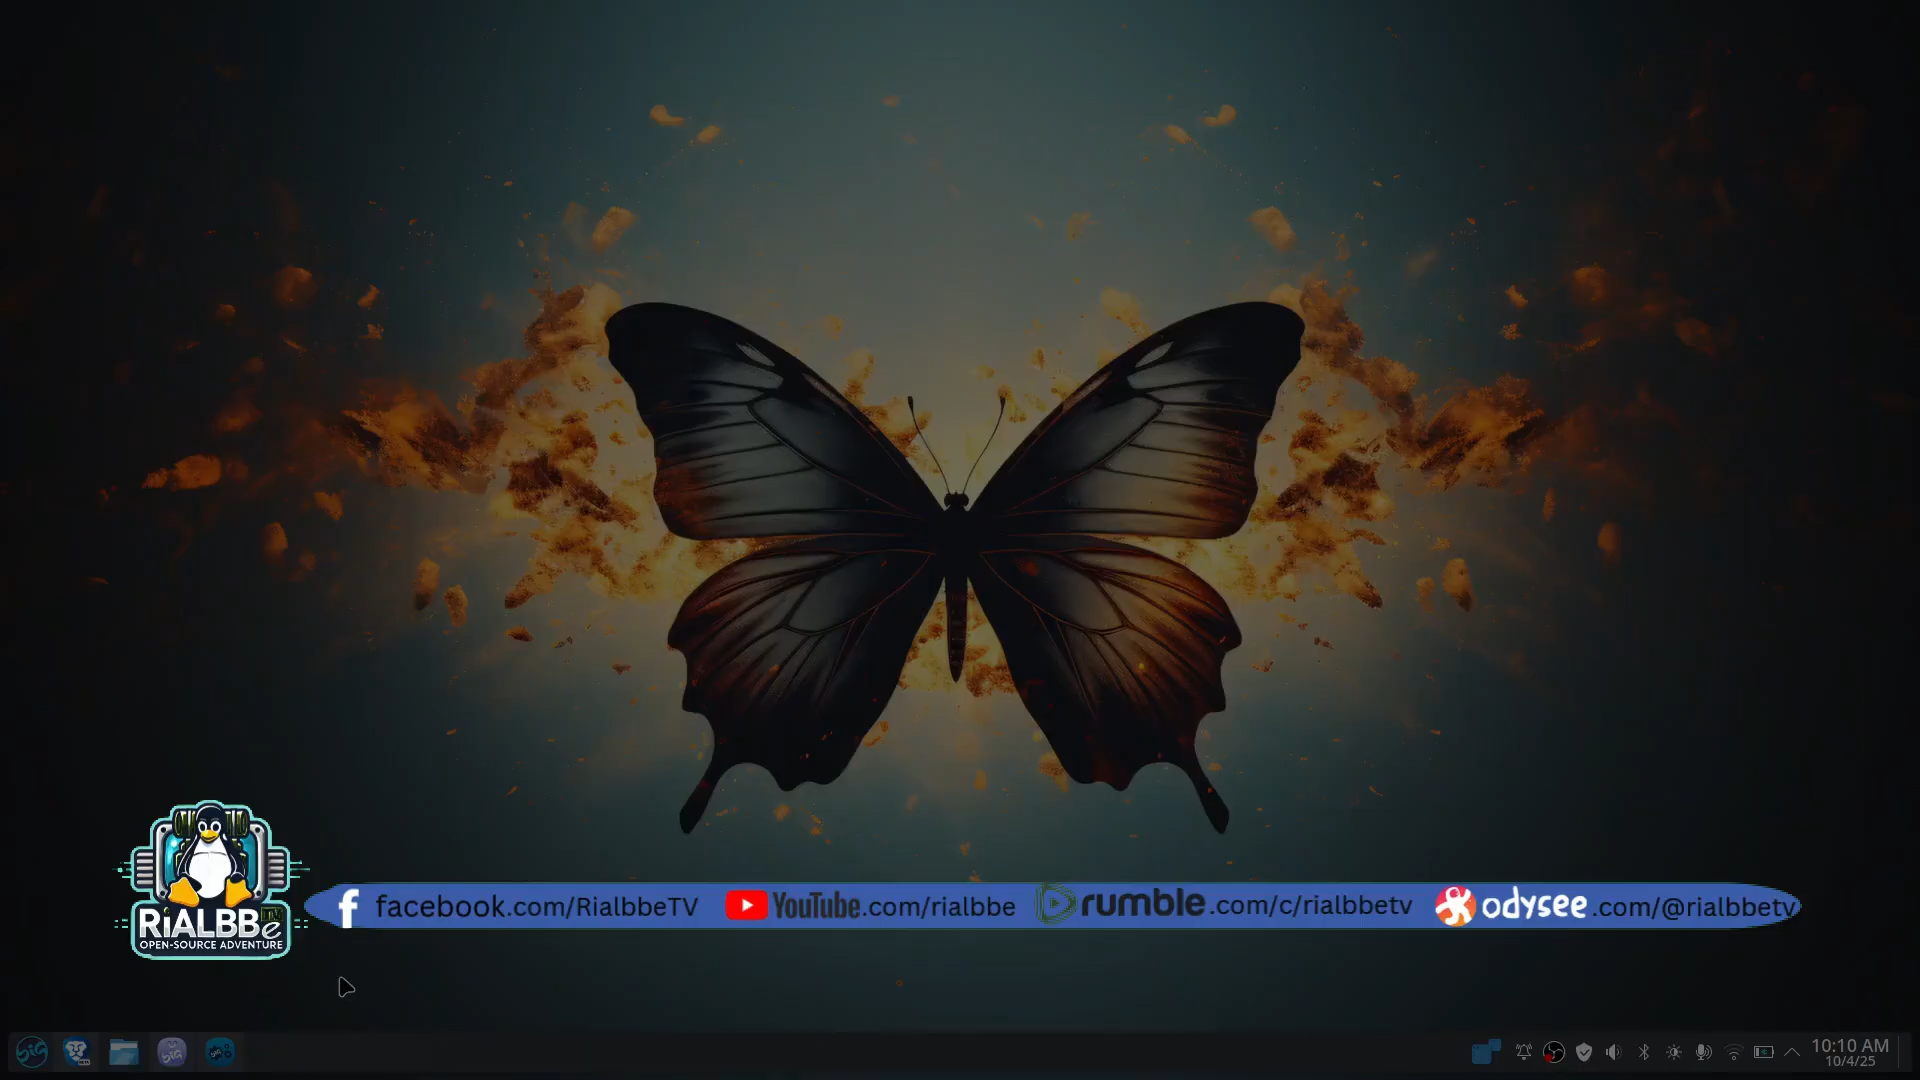 RiALBBe TV
OPEN-SOURCE ADVENTURE
facebook.com/RialbbeTV YouTube.com/rialbbe rumble.com/c/rialbbetv odysee.com/@rialbbetv
10:10 AM
10/4/25